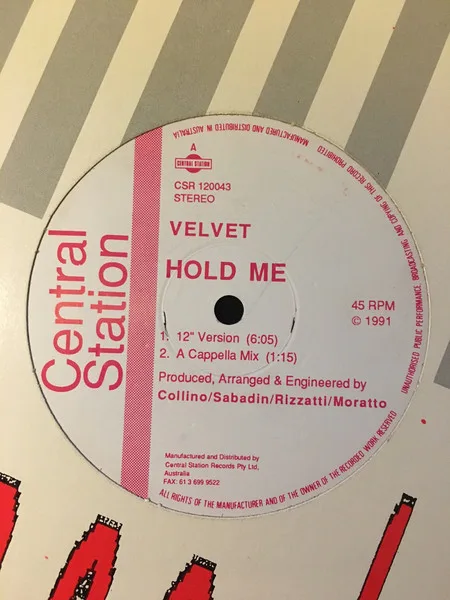 MANUFACTURED AND DISTRIBUTED IN AUSTRALIA
UNAUTHORISED PUBLIC PERFORMANCE BROADCASTING AND COPYING OF THIS RECORD PROHIBITED
A
CENTRAL STATION
CSR 120043
STEREO
Central
Station
VELVET
HOLD ME
45 RPM
© 1991
1. 12" Version (6:05)
2. A Cappella Mix (1:15)
Produced, Arranged & Engineered by
Collino/Sabadin/Rizzatti/Moratto
Manufactured and Distributed by
Central Station Records Pty Ltd,
Australia
FAX: 61 3 699 9522
ALL RIGHTS OF THE MANUFACTURER AND OF THE OWNER OF THE RECORDED WORK RESERVED